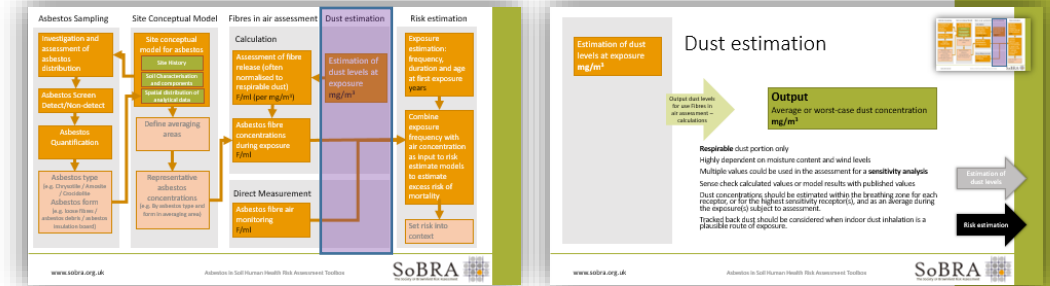 Asbestos Sampling
Site Conceptual Model
Fibres in air assessment
Dust estimation
Risk estimation
Investigation and
assessment of
asbestos
distribution
Asbestos Screen
Detect/Non-detect
Asbestos
Quantification
Asbestos type
(e.g. Chrysotile / Amosite
/ Crocidolite
Asbestos form
(e.g. loose fibres /
asbestos debris / asbestos
insulation board)
Site conceptual
model for asbestos
Site History
Soil Characterisation
and components
Spatial distribution of
analytical data
Define averaging
areas
Representative
asbestos
concentrations
(e.g. By asbestos type and
form in averaging area)
Calculation
Assessment of fibre
release (often
normalised to
respirable dust)
F/ml (per mg/m³)
Asbestos fibre
concentrations
during exposure
F/ml
Direct Measurement
Asbestos fibre air
monitoring
F/ml
Estimation of
dust levels at
exposure
mg/m³
Exposure
estimation:
frequency,
duration and age
at first exposure
years
Combine
exposure
frequency with
air concentration
as input to risk
estimate models
to estimate
excess risk of
mortality
Set risk into
context
www.sobra.org.uk
Asbestos in Soil Human Health Risk Assessment Toolbox
SoBRA
The Society of Brownfield Risk Assessment
Estimation of dust
levels at exposure
mg/m³
Dust estimation
Output dust levels
for use Fibres in
air assessment –
calculations
Output
Average or worst-case dust concentration
mg/m³
Respirable dust portion only
Highly dependent on moisture content and wind levels
Multiple values could be used in the assessment for a sensitivity analysis
Sense check calculated values or model results with published values
Dust concentrations should be estimated within the breathing zone for each
receptor, or for the highest sensitivity receptor(s), and as an average during
the exposure(s) subject to assessment.
Tracked back dust should be considered when indoor dust inhalation is a
plausible route of exposure.
Estimation of
dust levels
Risk estimation
www.sobra.org.uk
Asbestos in Soil Human Health Risk Assessment Toolbox
SoBRA
The Society of Brownfield Risk Assessment